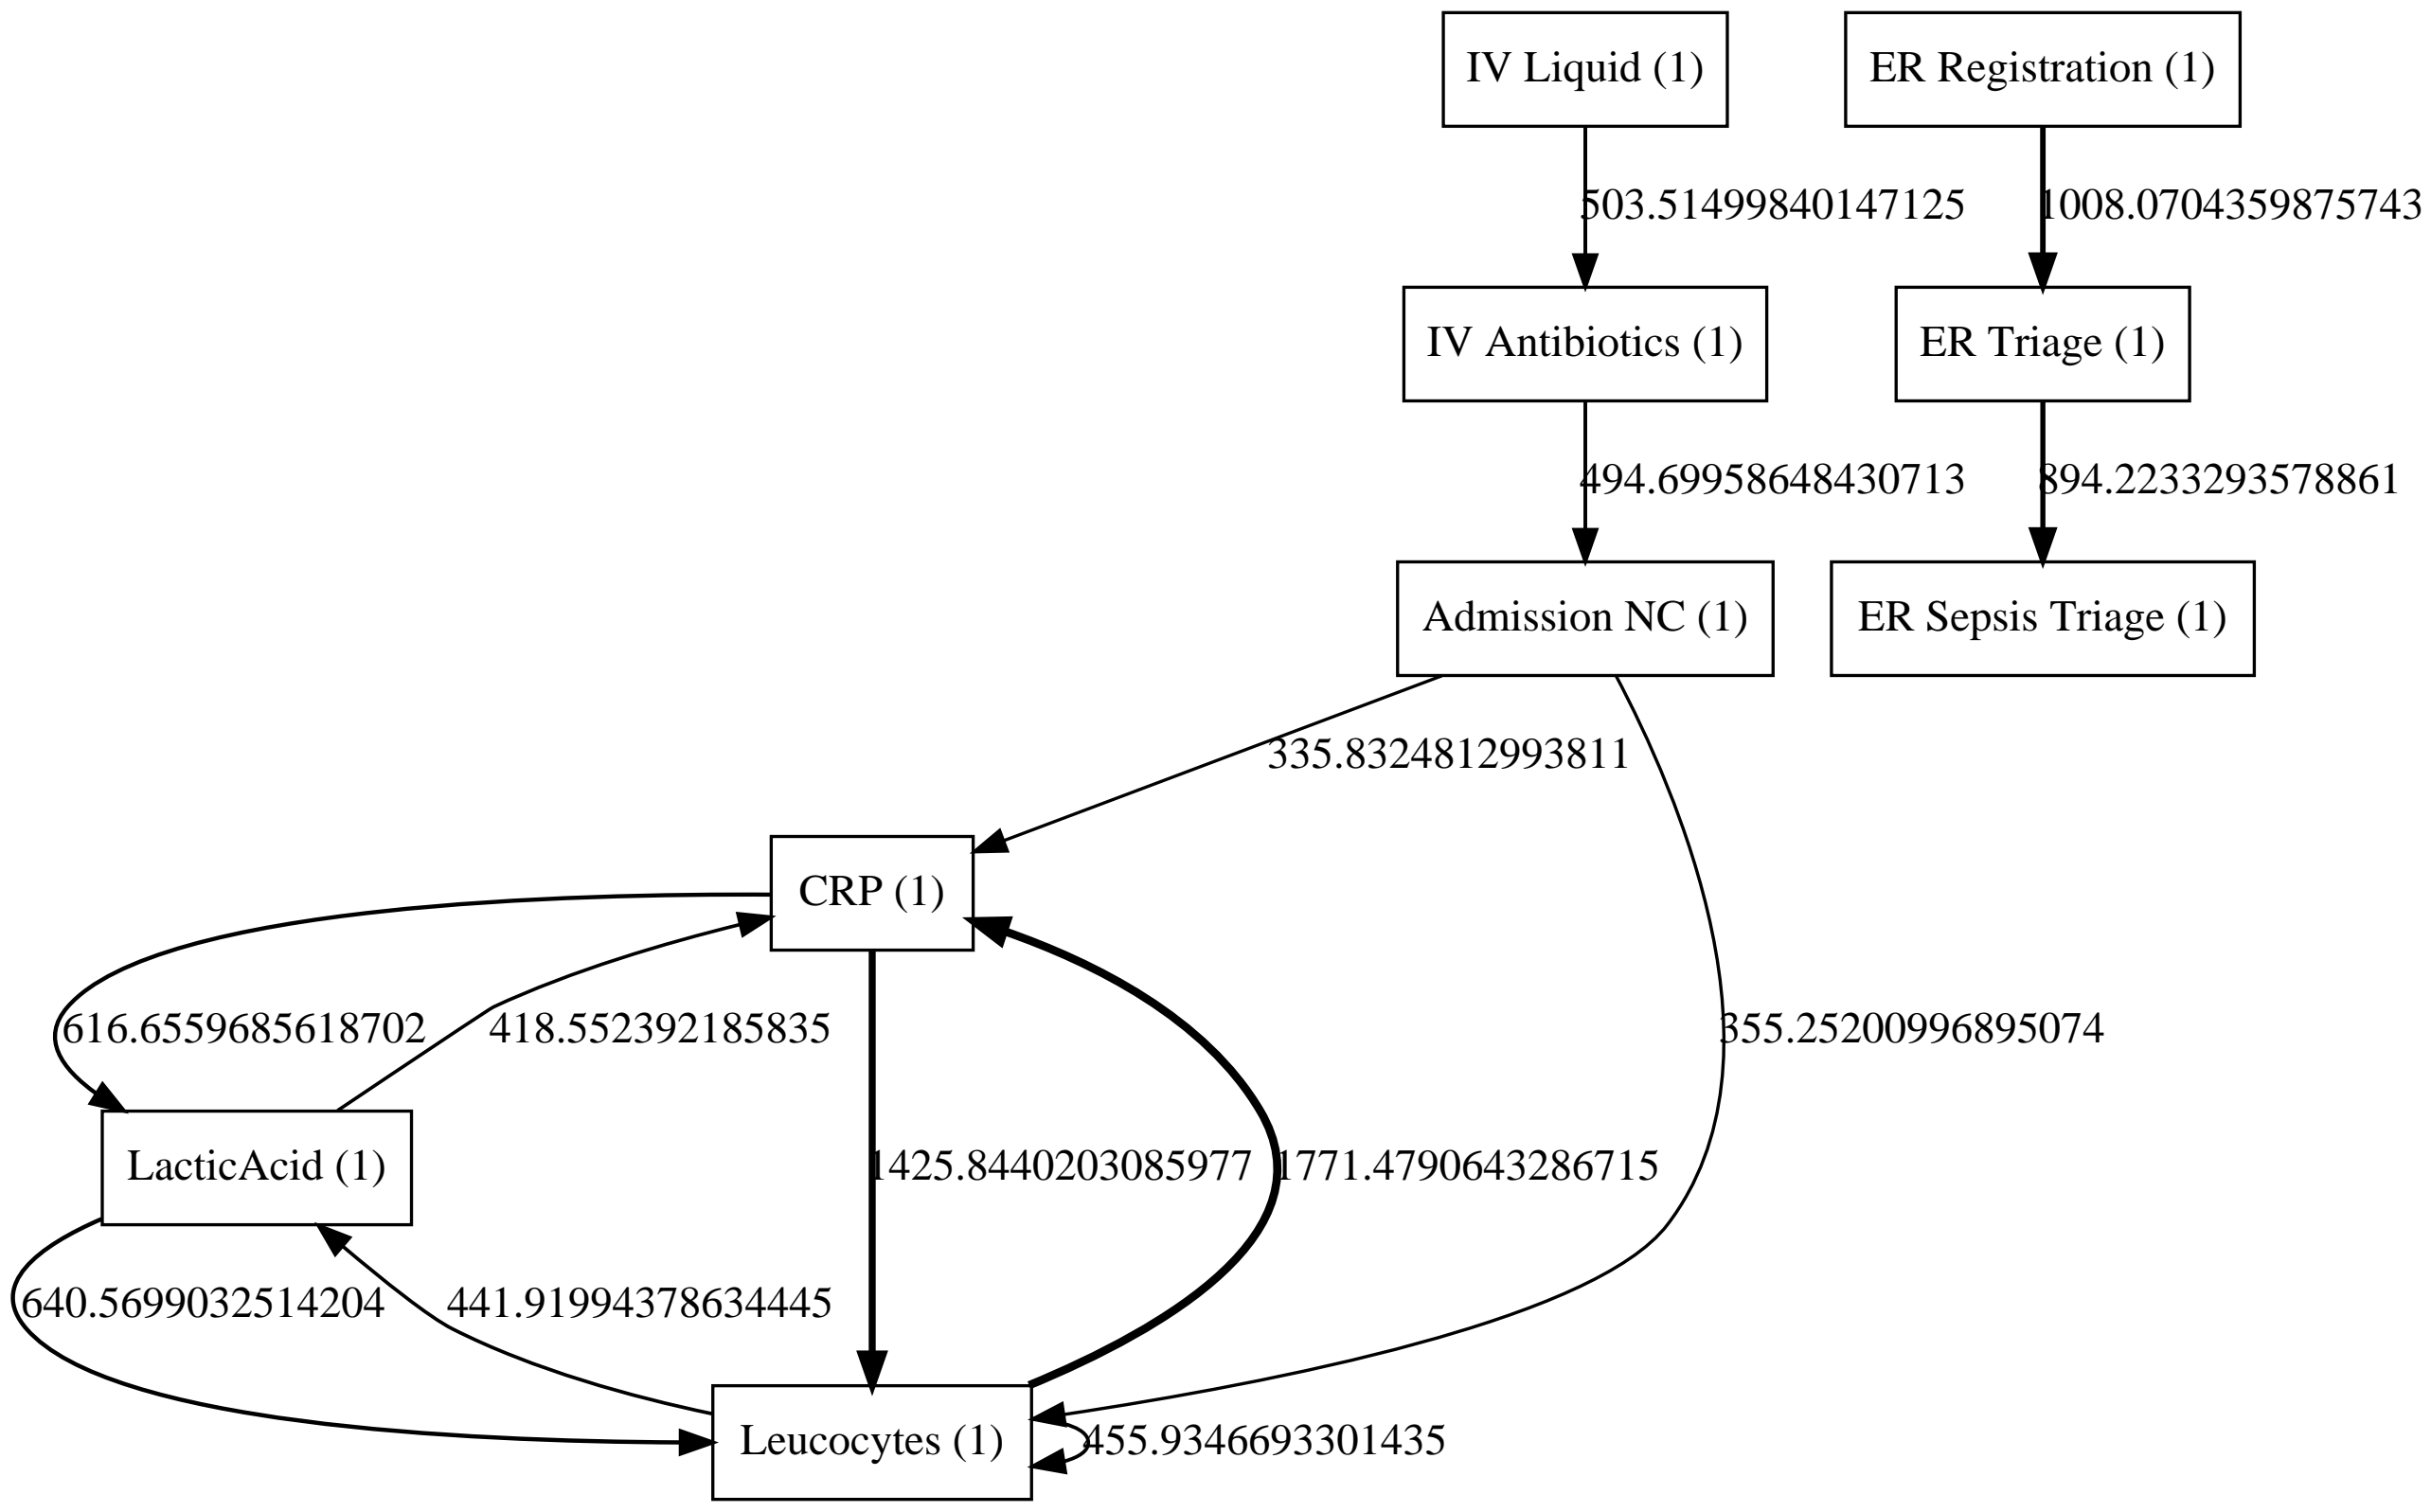 IV Liquid (1)
ER Registration (1)
503.51499840147125
1008.0704359875743
IV Antibiotics (1)
ER Triage (1)
494.69958648430713
894.2233293578861
Admission NC (1)
ER Sepsis Triage (1)
335.8324812993811
CRP (1)
616.6559685618702
418.552392185835
355.25200996895074
LacticAcid (1)
1425.8440203085977
1771.4790643286715
640.5699032514204
441.91994378634445
Leucocytes (1)
455.9346693301435